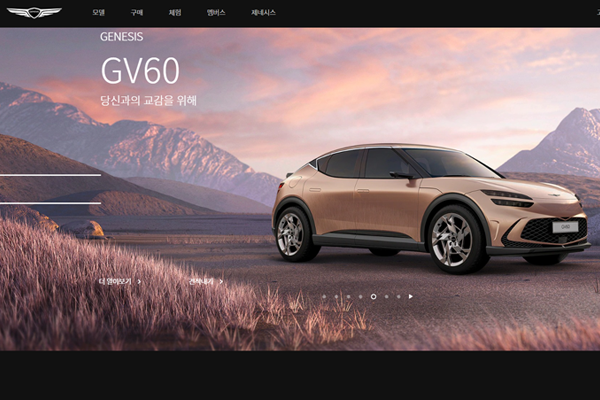 모델
구매
체험
멤버스
제네시스
GENESIS
GV60
당신과의 교감을 위해
더 알아보기
견적내기